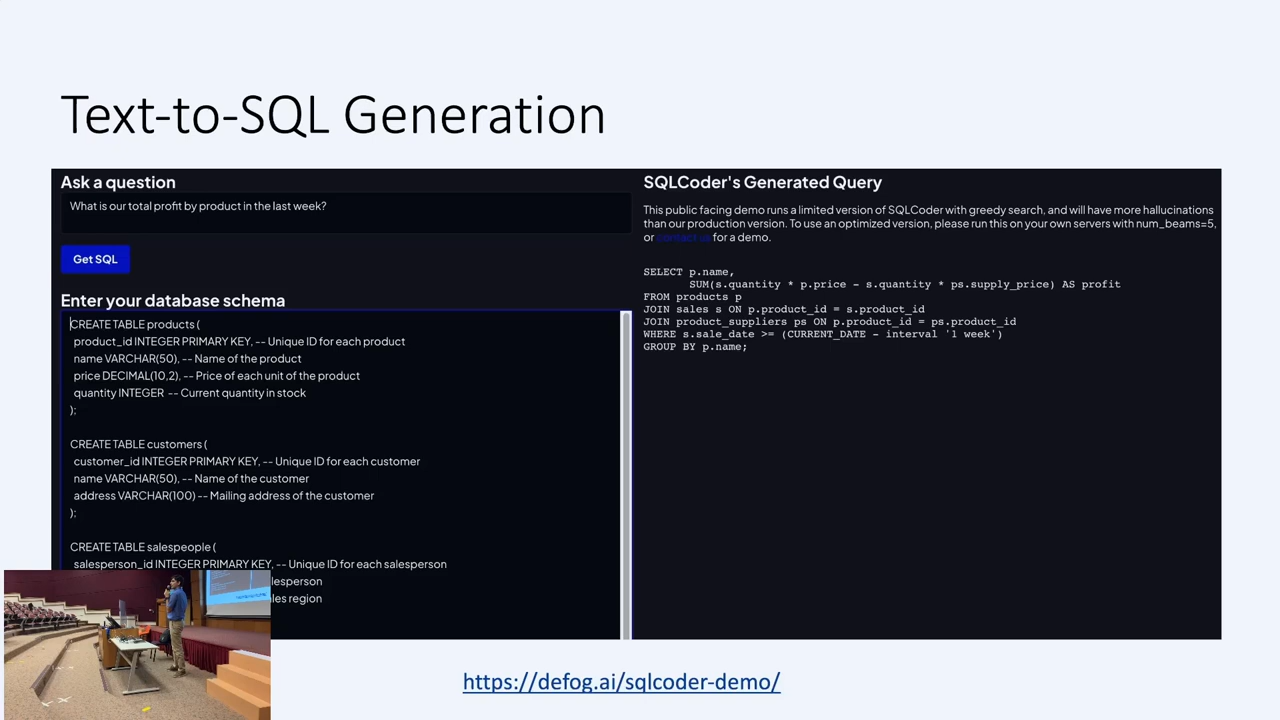 Text-to-SQL Generation
Ask a question
What is our total profit by product in the last week?
Get SQL
Enter your database schema
CREATE TABLE products (
product_id INTEGER PRIMARY KEY, -- Unique ID for each product
name VARCHAR(50), -- Name of the product
price DECIMAL(10,2), -- Price of each unit of the product
quantity INTEGER -- Current quantity in stock
);
CREATE TABLE customers (
customer_id INTEGER PRIMARY KEY, -- Unique ID for each customer
name VARCHAR(50), -- Name of the customer
address VARCHAR(100) -- Mailing address of the customer
);
CREATE TABLE salespeople (
salesperson_id INTEGER PRIMARY KEY, -- Unique ID for each salesperson
lesperson
les region
SQLCoder's Generated Query
This public facing demo runs a limited version of SQLCoder with greedy search, and will have more hallucinations
than our production version. To use an optimized version, please run this on your own servers with num_beams=5,
or contact us for a demo.
SELECT p.name,
SUM(s.quantity * p.price - s.quantity * ps.supply_price) AS profit
FROM products p
JOIN sales s ON p.product_id = s.product_id
JOIN product_suppliers ps ON p.product_id = ps.product_id
WHERE s.sale_date >= (CURRENT_DATE - interval '1 week')
GROUP BY p.name;
https://defog.ai/sqlcoder-demo/